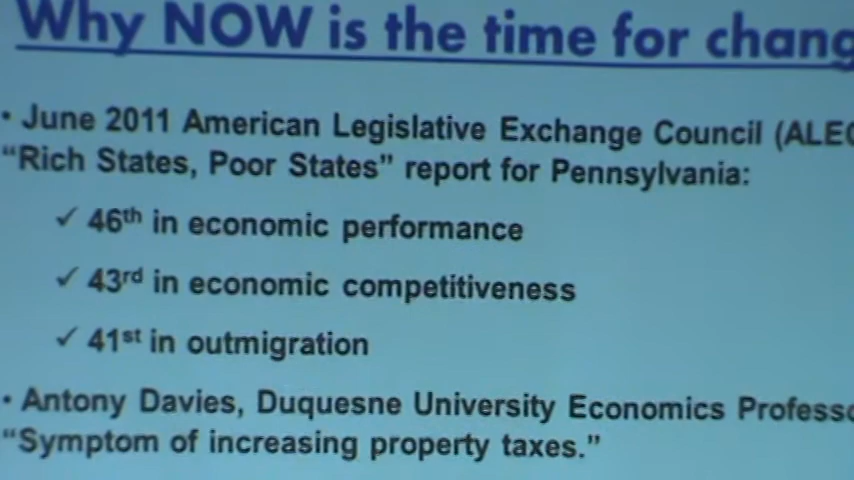 Why NOW is the time for chang
• June 2011 American Legislative Exchange Council (ALEC
“Rich States, Poor States” report for Pennsylvania:
✓ 46th in economic performance
✓ 43rd in economic competitiveness
✓ 41st in outmigration
• Antony Davies, Duquesne University Economics Professo
“Symptom of increasing property taxes.”